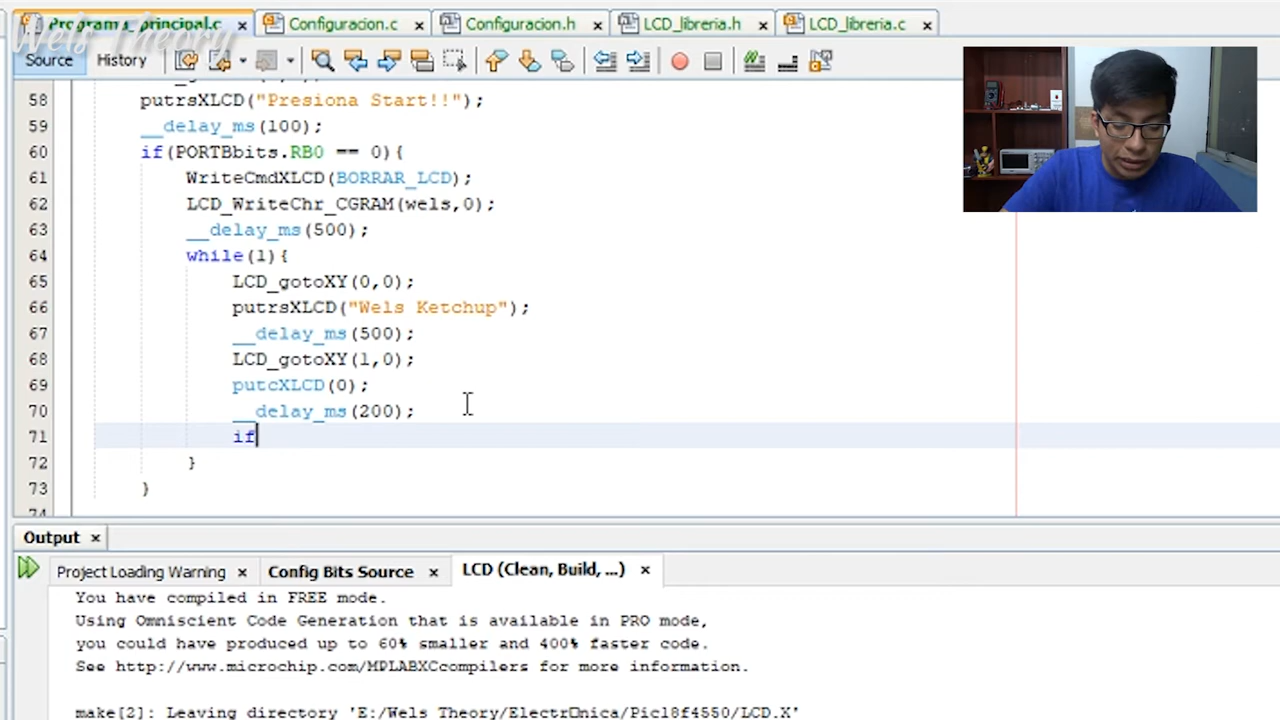 Programa_principal.c × Configuracion.c × Configuracion.h × LCD_libreria.h × LCD_libreria.c ×
Wels Theory
Source History
58 putrsXLCD("Presiona Start!!");
59 __delay_ms(100);
60 if(PORTBbits.RB0 == 0){
61 WriteCmdXLCD(BORRAR_LCD);
62 LCD_WriteChr_CGRAM(wels,0);
63 __delay_ms(500);
64 while(1){
65 LCD_gotoXY(0,0);
66 putrsXLCD("Wels Ketchup");
67 __delay_ms(500);
68 LCD_gotoXY(1,0);
69 putcXLCD(0);
70 __delay_ms(200);
71 if
72 }
73 }
74
Output ×
Project Loading Warning × Config Bits Source × LCD (Clean, Build, ...) ×
You have compiled in FREE mode.
Using Omniscient Code Generation that is available in PRO mode,
you could have produced up to 60% smaller and 400% faster code.
See http://www.microchip.com/MPLABXCcompilers for more information.
make[2]: Leaving directory 'E:/Wels Theory/Electr□nica/Pic18f4550/LCD.X'